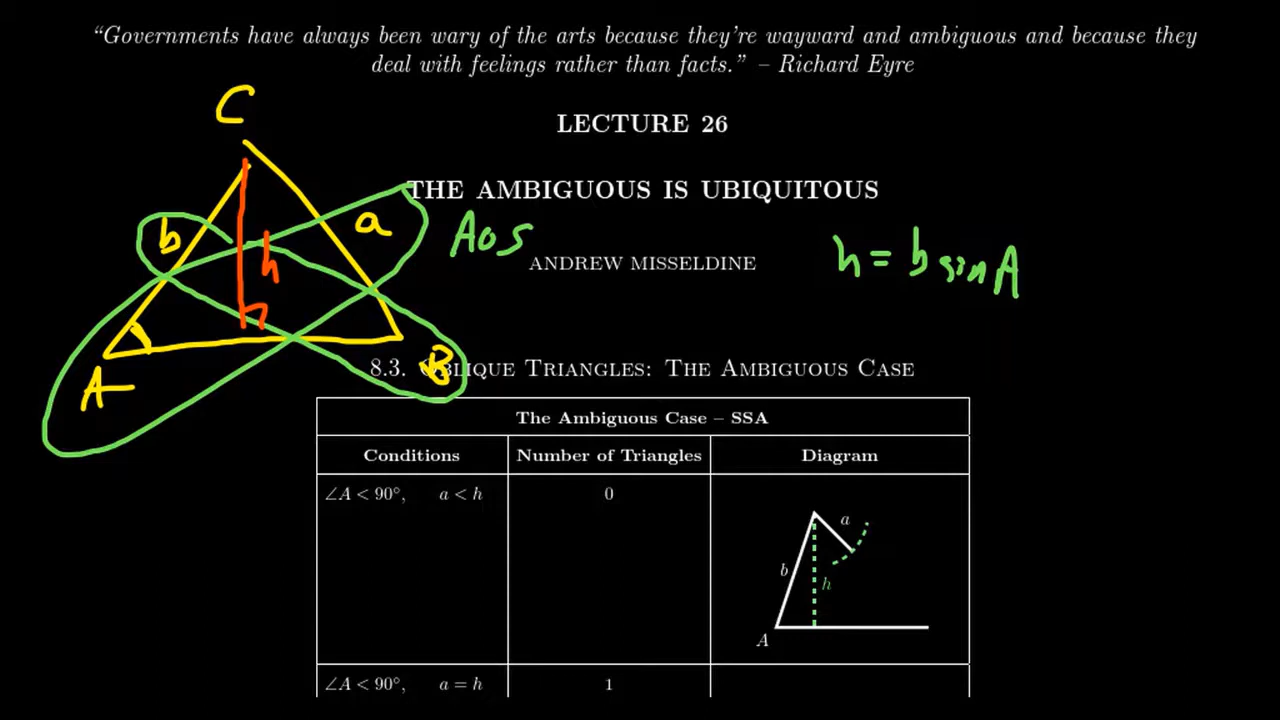 “Governments have always been wary of the arts because they’re wayward and ambiguous and because they
deal with feelings rather than facts.” – Richard Eyre
C
LECTURE 26
THE AMBIGUOUS IS UBIQUITOUS
b
a
AoS
h = b sin A
h
ANDREW MISSELDINE
A
B
8.3. OBLIQUE TRIANGLES: THE AMBIGUOUS CASE
The Ambiguous Case – SSA
Conditions Number of Triangles Diagram
∠A < 90°, a < h 0
a
b
h
A
∠A < 90°, a = h 1